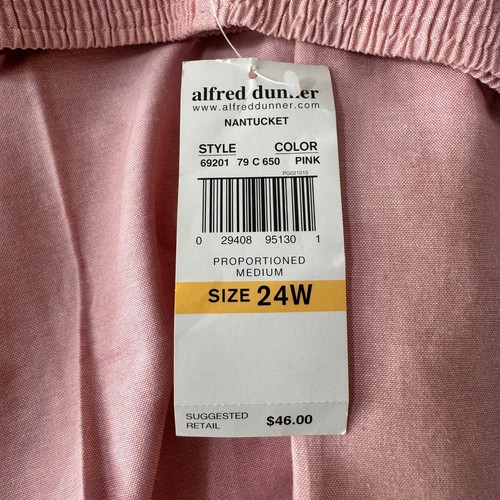 alfred dunner
www.alfreddunner.com
NANTUCKET
STYLE COLOR
69201 79 C 650 PINK
PG021015
0 29408 95130 1
PROPORTIONED
MEDIUM
SIZE 24W
SUGGESTED
RETAIL $46.00